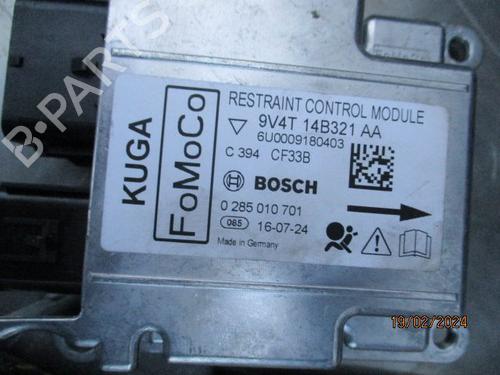 KUGA
FoMoCo
RESTRAINT CONTROL MODULE
9V4T 14B321 AA
6U0009180403
C 394 CF33B
BOSCH
0 285 010 701
065 16-07-24
Made in Germany
B-PARTS
19/02/2024